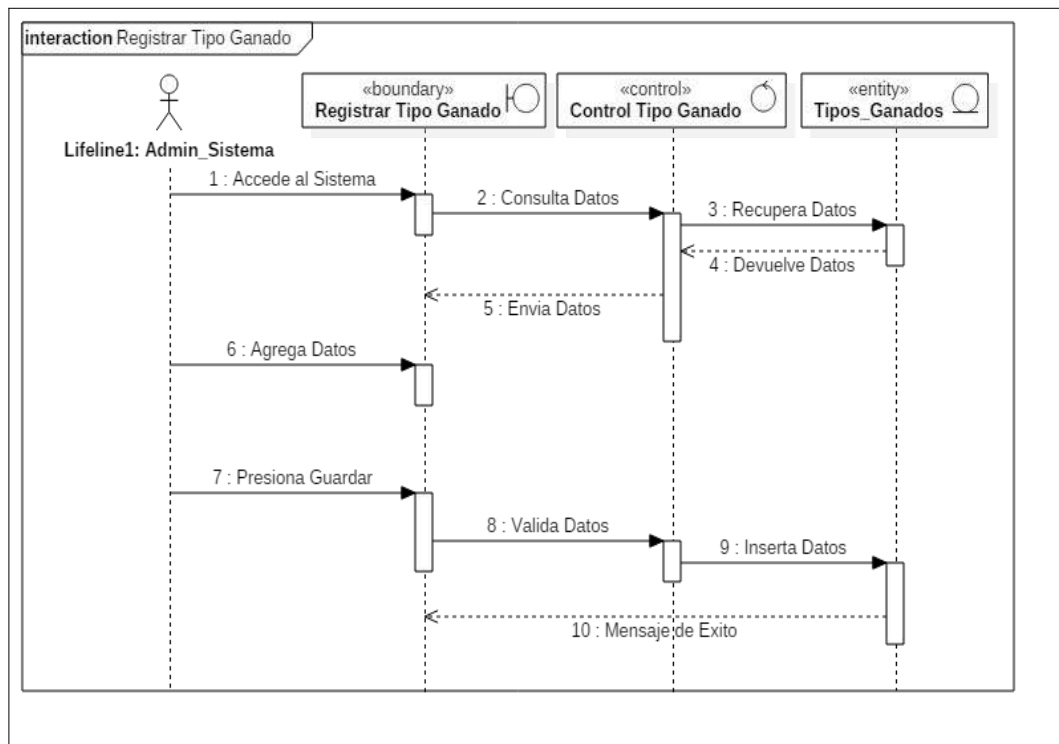 interaction Registrar Tipo Ganado
«boundary»
Registrar Tipo Ganado
«control»
Control Tipo Ganado
«entity»
Tipos_Ganados
Lifeline1: Admin_Sistema
1 : Accede al Sistema
2 : Consulta Datos
3 : Recupera Datos
4 : Devuelve Datos
5 : Envia Datos
6 : Agrega Datos
7 : Presiona Guardar
8 : Valida Datos
9 : Inserta Datos
10 : Mensaje de Exito